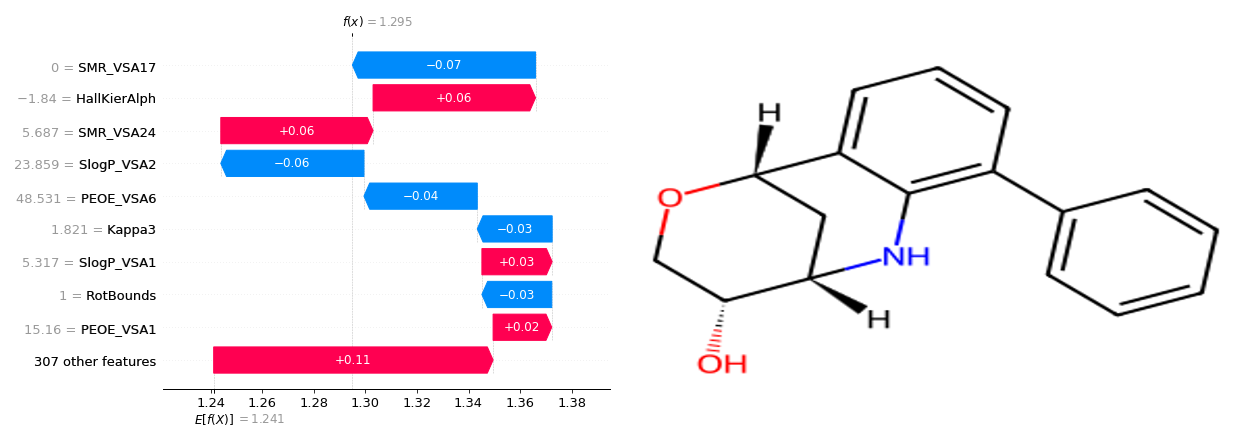 f(x) = 1.295
0 = SMR_VSA17
−0.07
−1.84 = HallKierAlph
+0.06
5.687 = SMR_VSA24
+0.06
23.859 = SlogP_VSA2
−0.06
48.531 = PEOE_VSA6
−0.04
1.821 = Kappa3
−0.03
5.317 = SlogP_VSA1
+0.03
1 = RotBounds
−0.03
15.16 = PEOE_VSA1
+0.02
307 other features
+0.11
1.24 1.26 1.28 1.30 1.32 1.34 1.36 1.38
E[f(X)] = 1.241
H
O
NH
H
OH